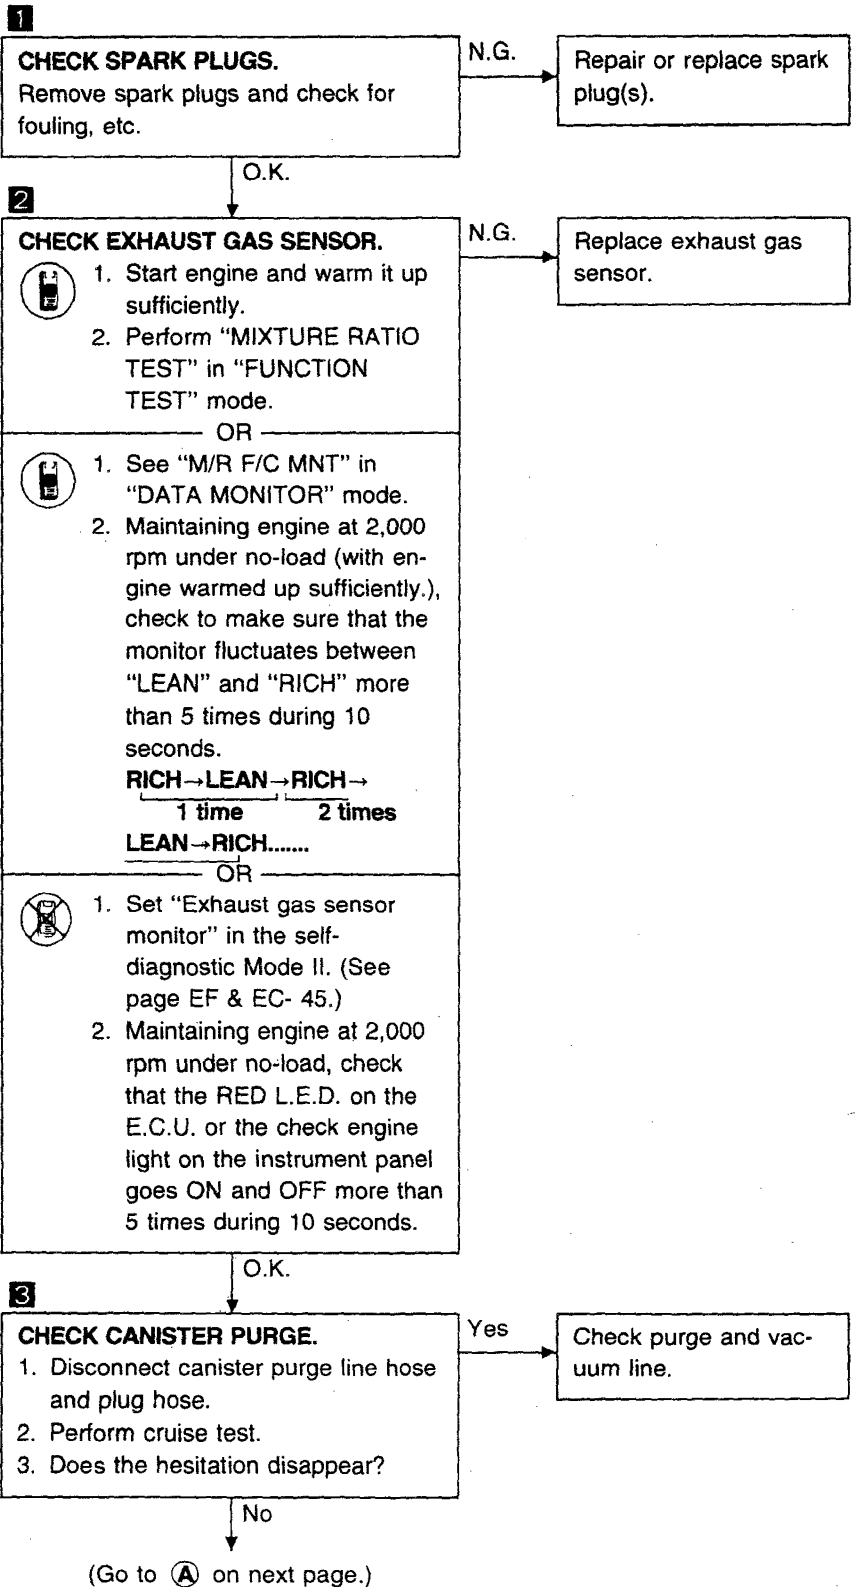 1
CHECK SPARK PLUGS.
Remove spark plugs and check for
fouling, etc.
N.G.
Repair or replace spark
plug(s).
O.K.
2
CHECK EXHAUST GAS SENSOR.
1. Start engine and warm it up
sufficiently.
2. Perform “MIXTURE RATIO
TEST” in “FUNCTION
TEST” mode.
N.G.
Replace exhaust gas
sensor.
OR
1. See “M/R F/C MNT” in
“DATA MONITOR” mode.
2. Maintaining engine at 2,000
rpm under no-load (with en-
gine warmed up sufficiently.),
check to make sure that the
monitor fluctuates between
“LEAN” and “RICH” more
than 5 times during 10
seconds.
RICH→LEAN→RICH→
1 time 2 times
LEAN→RICH.......
OR
1. Set “Exhaust gas sensor
monitor” in the self-
diagnostic Mode II. (See
page EF & EC- 45.)
2. Maintaining engine at 2,000
rpm under no-load, check
that the RED L.E.D. on the
E.C.U. or the check engine
light on the instrument panel
goes ON and OFF more than
5 times during 10 seconds.
O.K.
3
CHECK CANISTER PURGE.
1. Disconnect canister purge line hose
and plug hose.
2. Perform cruise test.
3. Does the hesitation disappear?
Yes
Check purge and vac-
uum line.
No
(Go to Ⓐ on next page.)